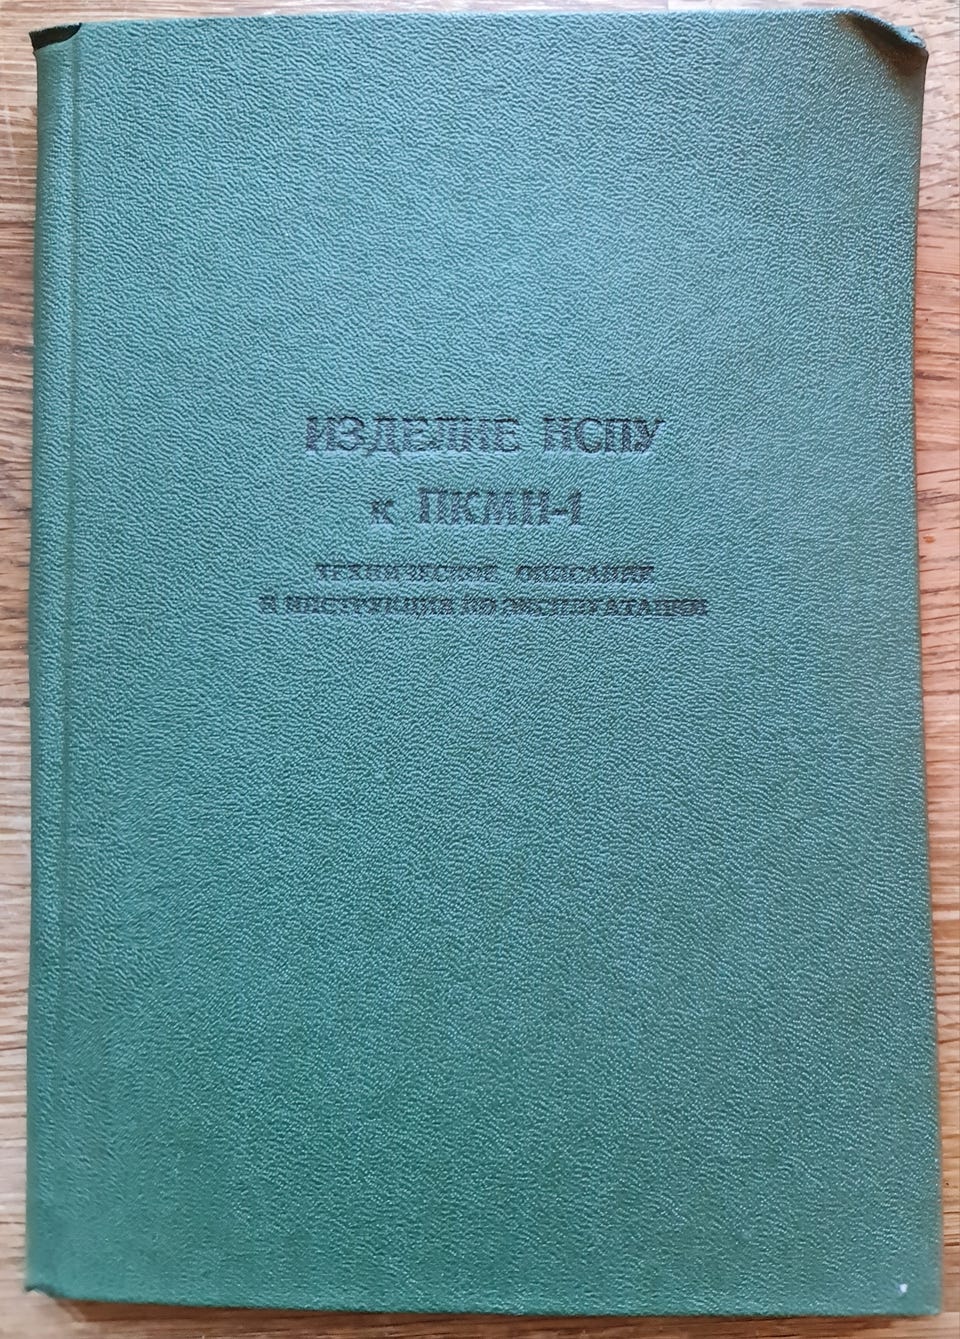 ИЗДЕЛИЕ НСПУ
к ПКМН-1
ТЕХНИЧЕСКОЕ ОПИСАНИЕ
И ИНСТРУКЦИЯ ПО ЭКСПЛУАТАЦИИ